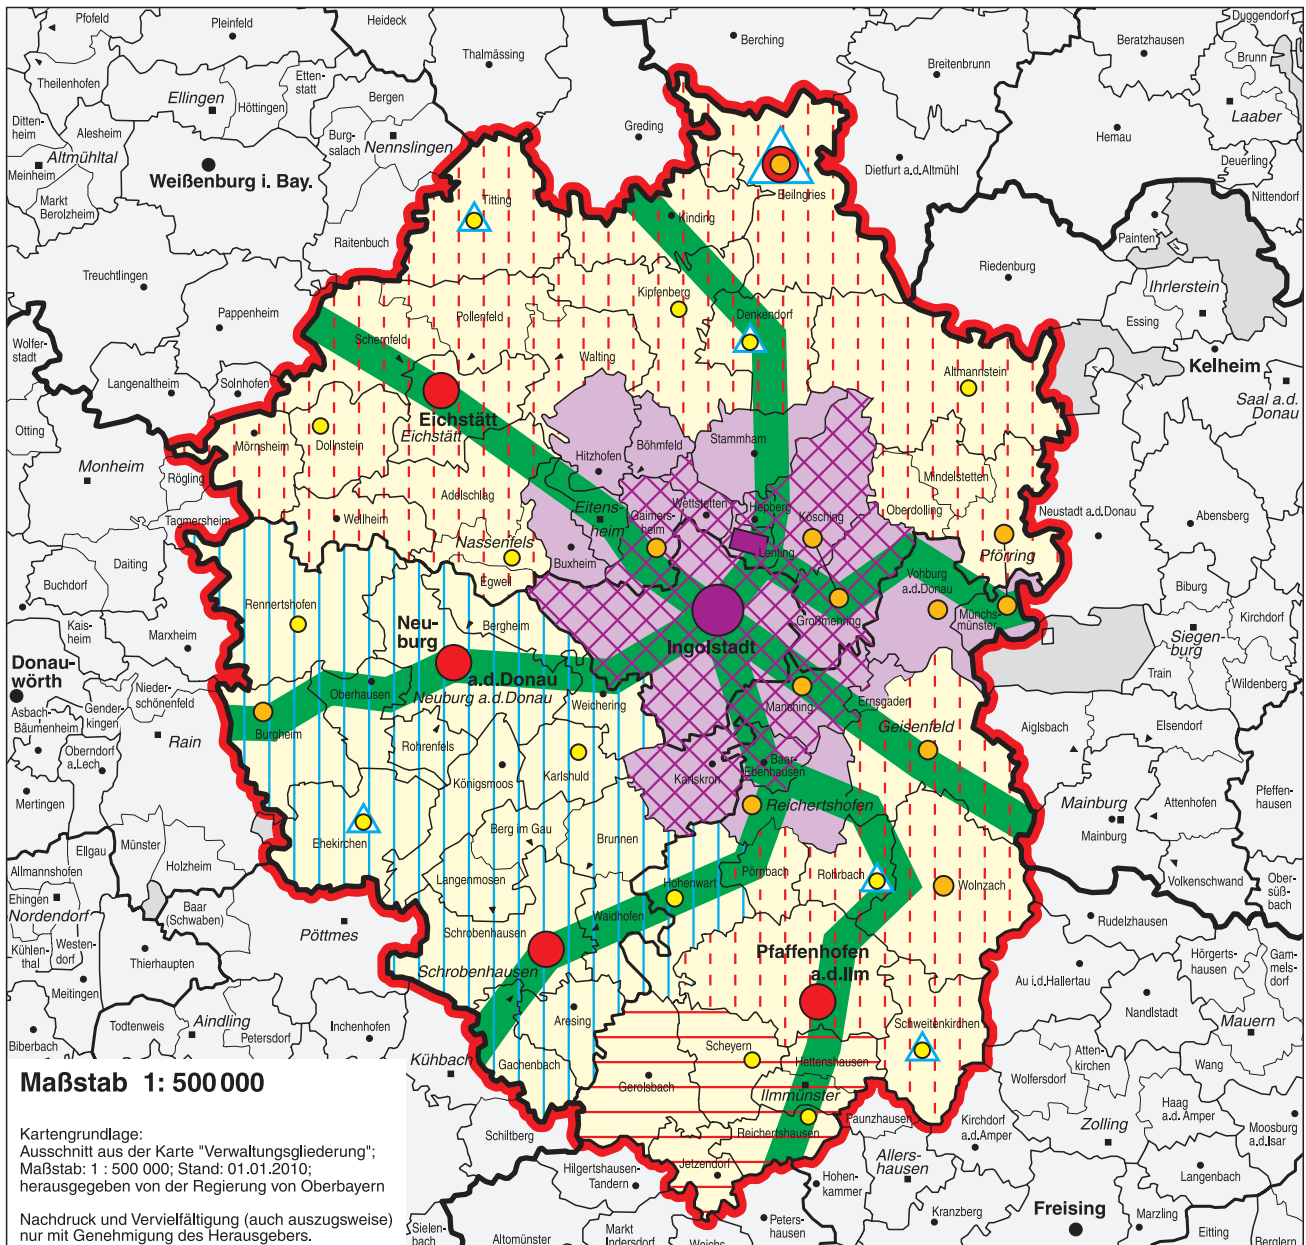 Pfofeld
Pleinfeld
Heideck
Thalmässing
Berching
Breitenbrunn
Beratzhausen
Duggendorf
Brunn
Theilenhofen
Ellingen
Etten-
statt
Höttingen
Bergen
Laaber
Ditten-
heim
Alesheim
Burg-
salach
Nennslingen
Greding
Hemau
Altmühltal
Meinheim
Markt
Berolzheim
Weißenburg i. Bay.
Dietfurt a.d.Altmühl
Deuerling
Nittendorf
Titting
Beilngries
Kinding
Raitenbuch
Painten
Treuchtlingen
Riedenburg
Ihrlerstein
Pappenheim
Kipfenberg
Denkendorf
Pollenfeld
Essing
Wolfer-
stadt
Schernfeld
Walting
Kelheim
Langenaltheim
Solnhofen
Altmannstein
Saal a.d.
Donau
Otting
Eichstätt
Eichstätt
Mörnsheim
Dollnstein
Böhmfeld
Stammham
Hitzhofen
Monheim
Rögling
Mindelstetten
Adelschlag
Tagmersheim
Wellheim
Eitens-
heim
Wettstetten
Gaimers-
heim
Hepberg
Kösching
Oberdolling
Neustadt a.d.Donau
Abensberg
Nassenfels
Buxheim
Lenting
Pförring
Daiting
Egweil
Buchdorf
Rennertshofen
Vohburg
a.d.Donau
Biburg
Kais-
heim
Marxheim
Neu-
burg
Bergheim
Großmehring
Münchs-
münster
Kirchdorf
Siegen-
burg
Ingolstadt
Donau-
wörth
a.d.Donau
Neuburg a.d.Donau
Train
Wildenberg
Nieder-
schönenfeld
Oberhausen
Weichering
Manching
Ernsgaden
Asbach-
Bäumenheim
Gender-
kingen
Geisenfeld
Aiglsbach
Elsendorf
Rain
Burgheim
Rohrenfels
Oberndorf
a.Lech
Königsmoos
Karlshuld
Karlskron
Baar-
Ebenhausen
Mertingen
Reichertshofen
Mainburg
Mainburg
Attenhofen
Pfeffen-
hausen
Ehekirchen
Berg im Gau
Brunnen
Ellgau
Münster
Holzheim
Allmannshofen
Langenmosen
Hohenwart
Pörnbach
Rohrbach
Wolnzach
Volkenschwand
Ober-
süß-
bach
Ehingen
Nordendorf
Baar
(Schwaben)
Pöttmes
Waidhofen
Rudelzhausen
Kühlen-
thal
Westen-
dorf
Schrobenhausen
Schrobenhausen
Pfaffenhofen
a.d.Ilm
Thierhaupten
Hörgerts-
hausen
Gam-
mels-
dorf
Meitingen
Au i.d.Hallertau
Nandlstadt
Todtenweis
Aindling
Petersdorf
Inchenhofen
Aresing
Schweitenkirchen
Mauern
Biberbach
Kühbach
Gachenbach
Scheyern
Hettenshausen
Atten-
kirchen
Wang
Gerolsbach
Ilmmünster
Wolfersdorf
Haag
a.d. Amper
Moosburg
a.d.Isar
Schiltberg
Reichertshausen
Paunzhausen
Kirchdorf
a.d.Amper
Zolling
Hilgertshausen-
Tandern
Jetzendorf
Allers-
hausen
Hohen-
kammer
Langenbach
Sielen-
bach
Altomünster
Markt
Indersdorf
Weichs
Peters-
hausen
Kranzberg
Freising
Marzling
Eitting
Berglern
Maßstab 1: 500 000
Kartengrundlage:
Ausschnitt aus der Karte "Verwaltungsgliederung";
Maßstab: 1 : 500 000; Stand: 01.01.2010;
herausgegeben von der Regierung von Oberbayern
Nachdruck und Vervielfältigung (auch auszugsweise)
nur mit Genehmigung des Herausgebers.